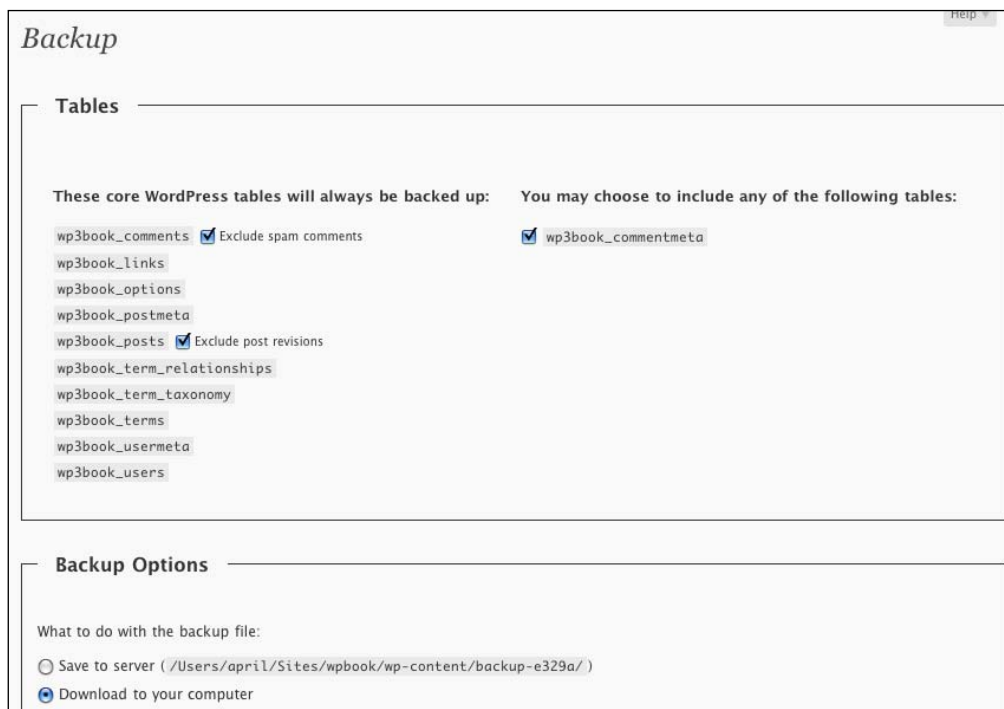 Help
Backup
Tables
These core WordPress tables will always be backed up:
wp3book_comments Exclude spam comments
wp3book_links
wp3book_options
wp3book_postmeta
wp3book_posts Exclude post revisions
wp3book_term_relationships
wp3book_term_taxonomy
wp3book_terms
wp3book_usermeta
wp3book_users
You may choose to include any of the following tables:
wp3book_commentmeta
Backup Options
What to do with the backup file:
Save to server ( /Users/april/Sites/wpbook/wp-content/backup-e329a/ )
Download to your computer